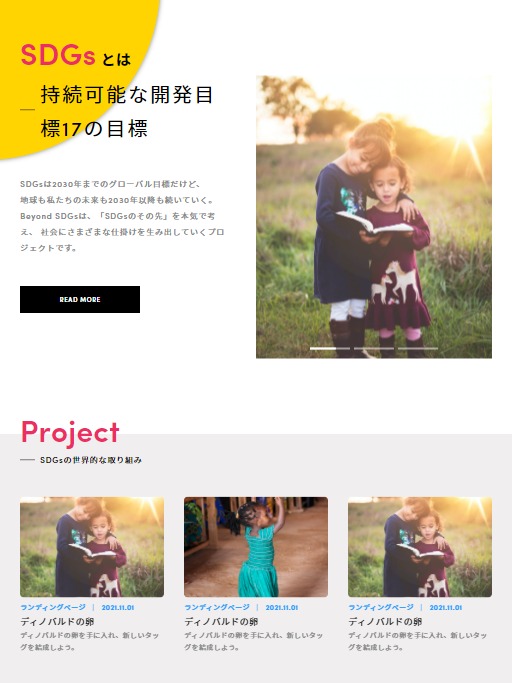 SDGs とは
持続可能な開発目
標17の目標
SDGsは2030年までのグローバル目標だけど、
地球も私たちの未来も2030年以降も続いていく。
Beyond SDGsは、「SDGsのその先」を本気で考
え、 社会にさまざまな仕掛けを生み出していくプロ
ジェクトです。
READ MORE
Project
SDGsの世界的な取り組み
ランディングページ | 2021.11.01
ディノバルドの卵
ディノバルドの卵を手に入れ、新しいタッ
グを結成しよう。
ランディングページ | 2021.11.01
ディノバルドの卵
ディノバルドの卵を手に入れ、新しいタッ
グを結成しよう。
ランディングページ | 2021.11.01
ディノバルドの卵
ディノバルドの卵を手に入れ、新しいタッ
グを結成しよう。